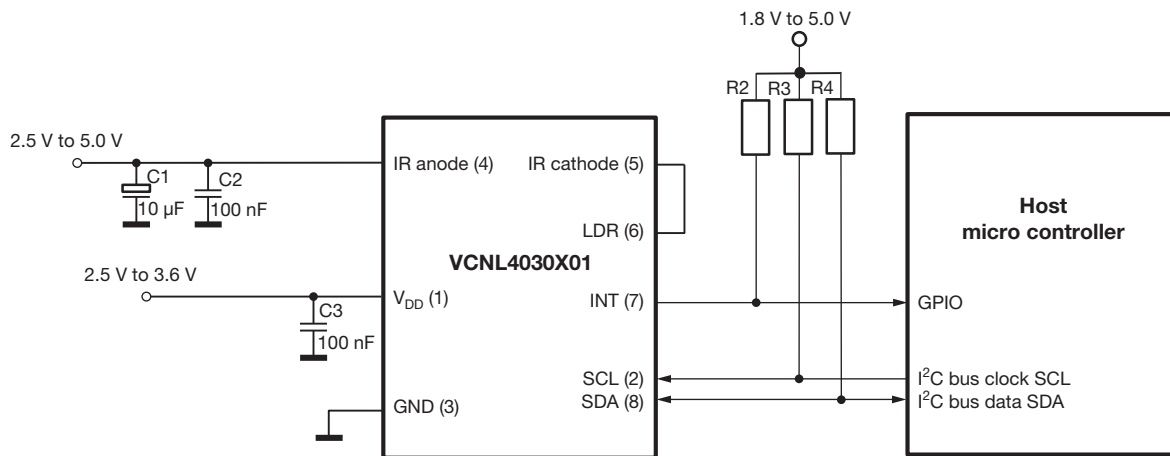 1.8 V to 5.0 V
R2 R3 R4
2.5 V to 5.0 V
C1
10 μF
C2
100 nF
IR anode (4)
IR cathode (5)
LDR (6)
VCNL4030X01
2.5 V to 3.6 V
C3
100 nF
VDD (1)
INT (7)
SCL (2)
SDA (8)
GND (3)
Host
micro controller
GPIO
I²C bus clock SCL
I²C bus data SDA